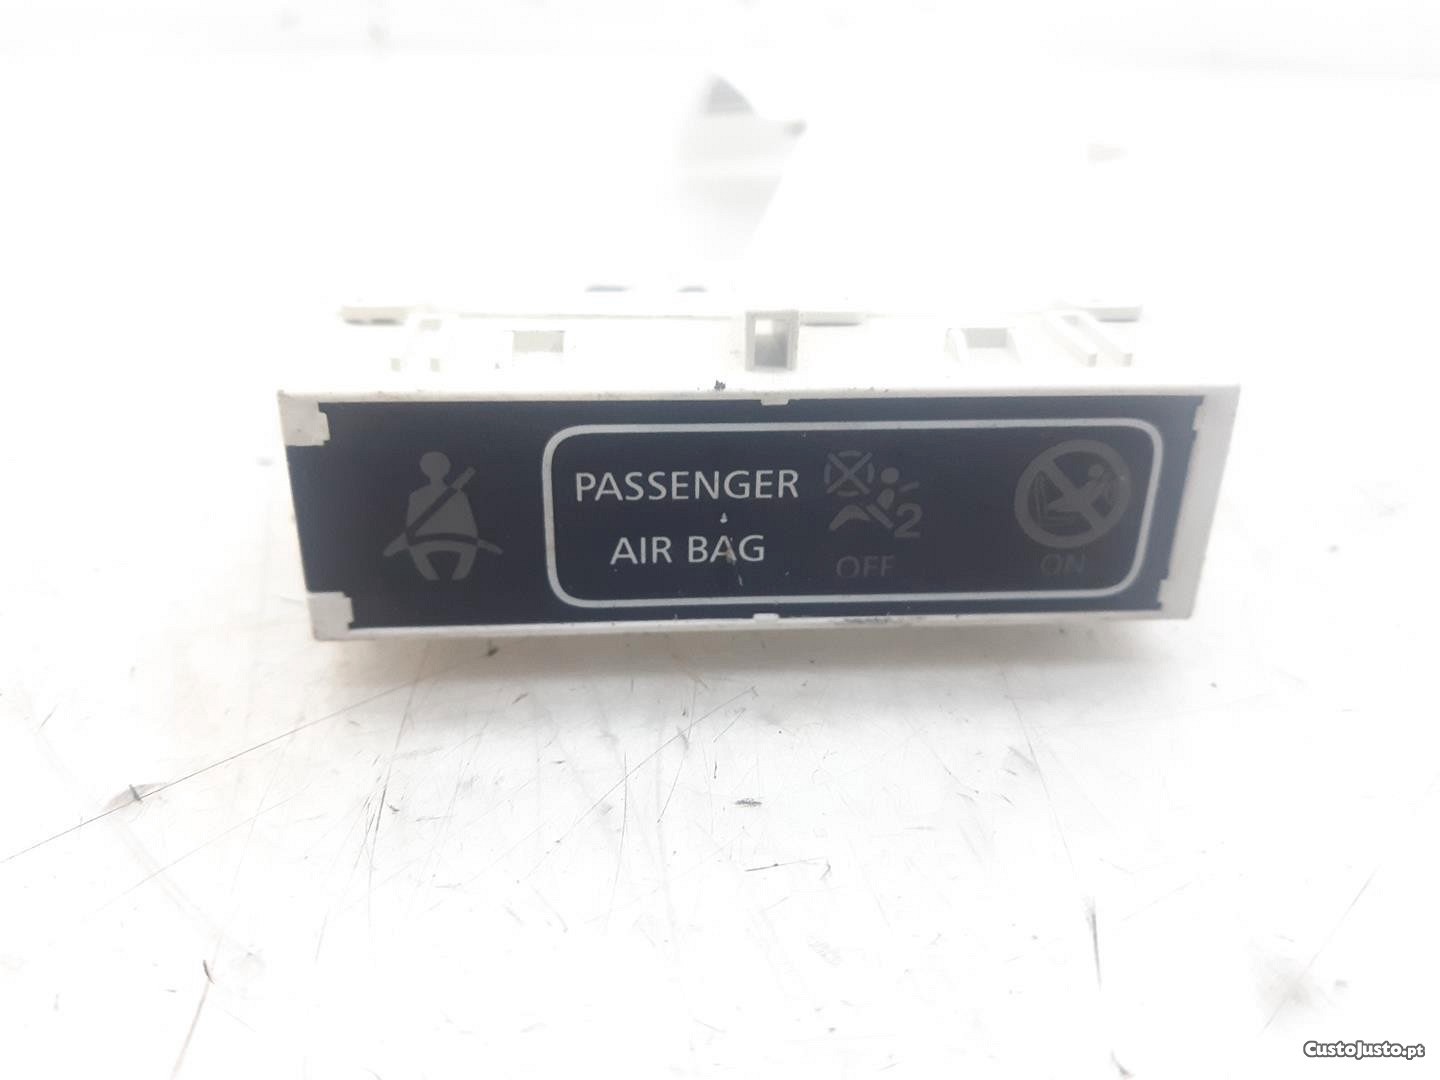 PASSENGER
AIR BAG
2
OFF
ON
CustoJusto.pt